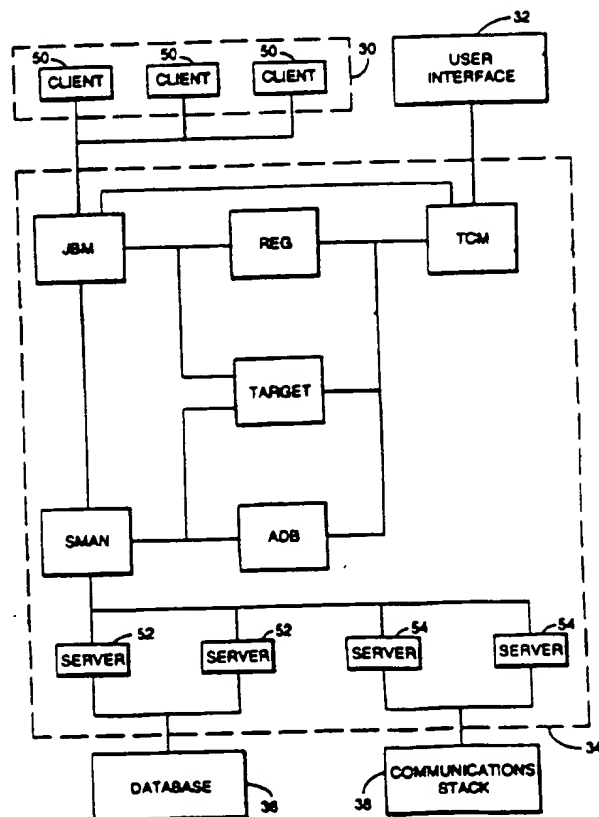 50 50 50 30 32
CLIENT CLIENT CLIENT
USER
INTERFACE
JBM REG TCM
TARGET
SMAN ADB
52 52 54 54
SERVER SERVER SERVER SERVER
34
DATABASE
36
COMMUNICATIONS
STACK
38